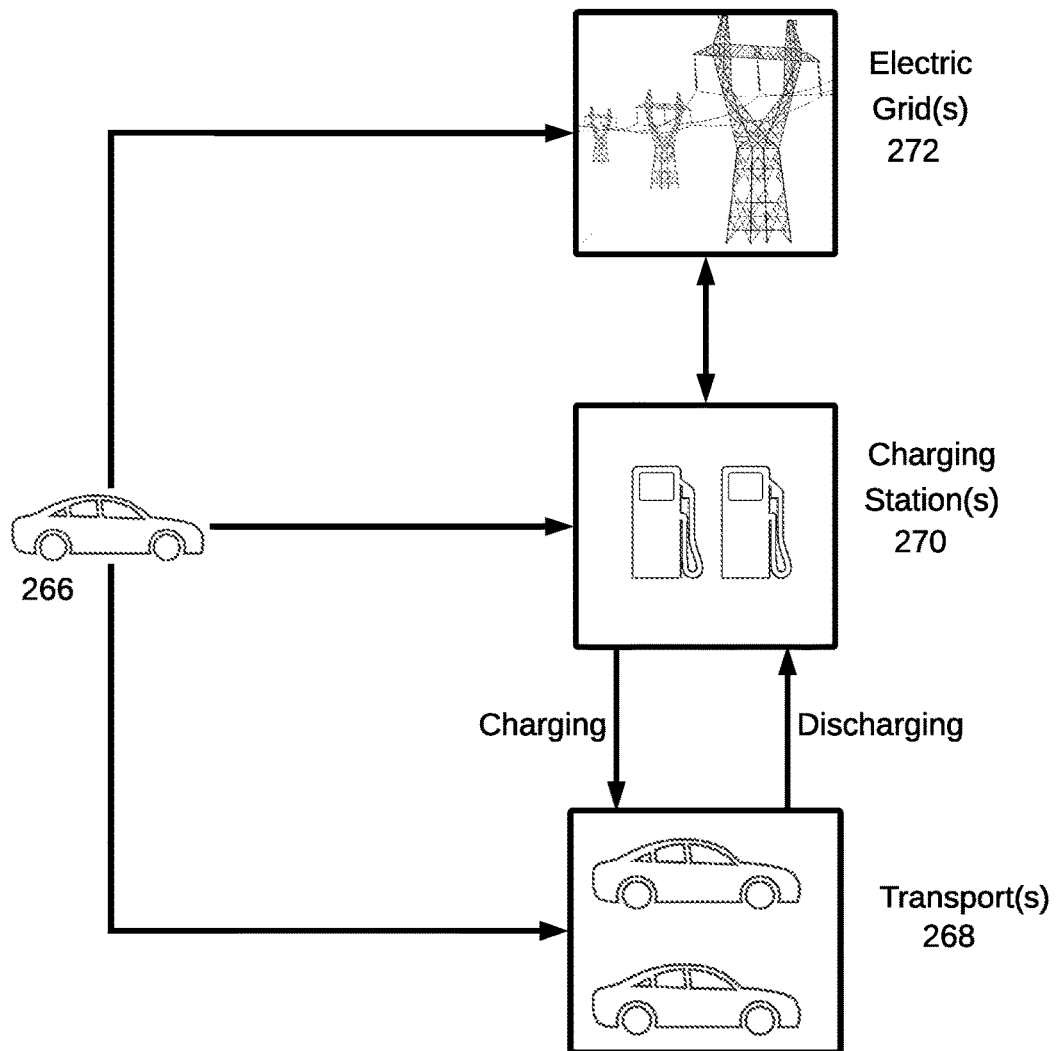 Electric
Grid(s)
272
Charging
Station(s)
270
266
Charging
Discharging
Transport(s)
268